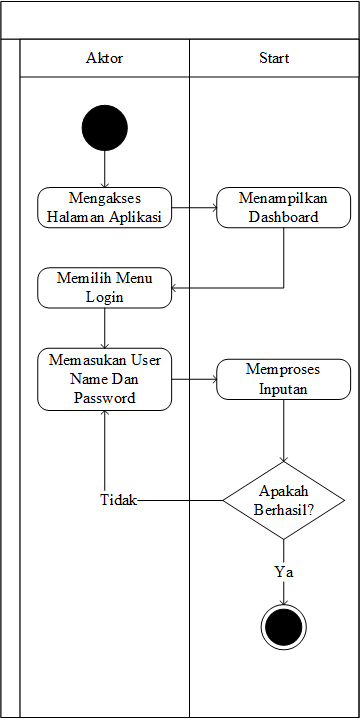 Aktor
Start
Mengakses
Halaman Aplikasi
Menampilkan
Dashboard
Memilih Menu
Login
Memasukan User
Name Dan
Password
Memproses
Inputan
Apakah
Berhasil?
Tidak
Ya